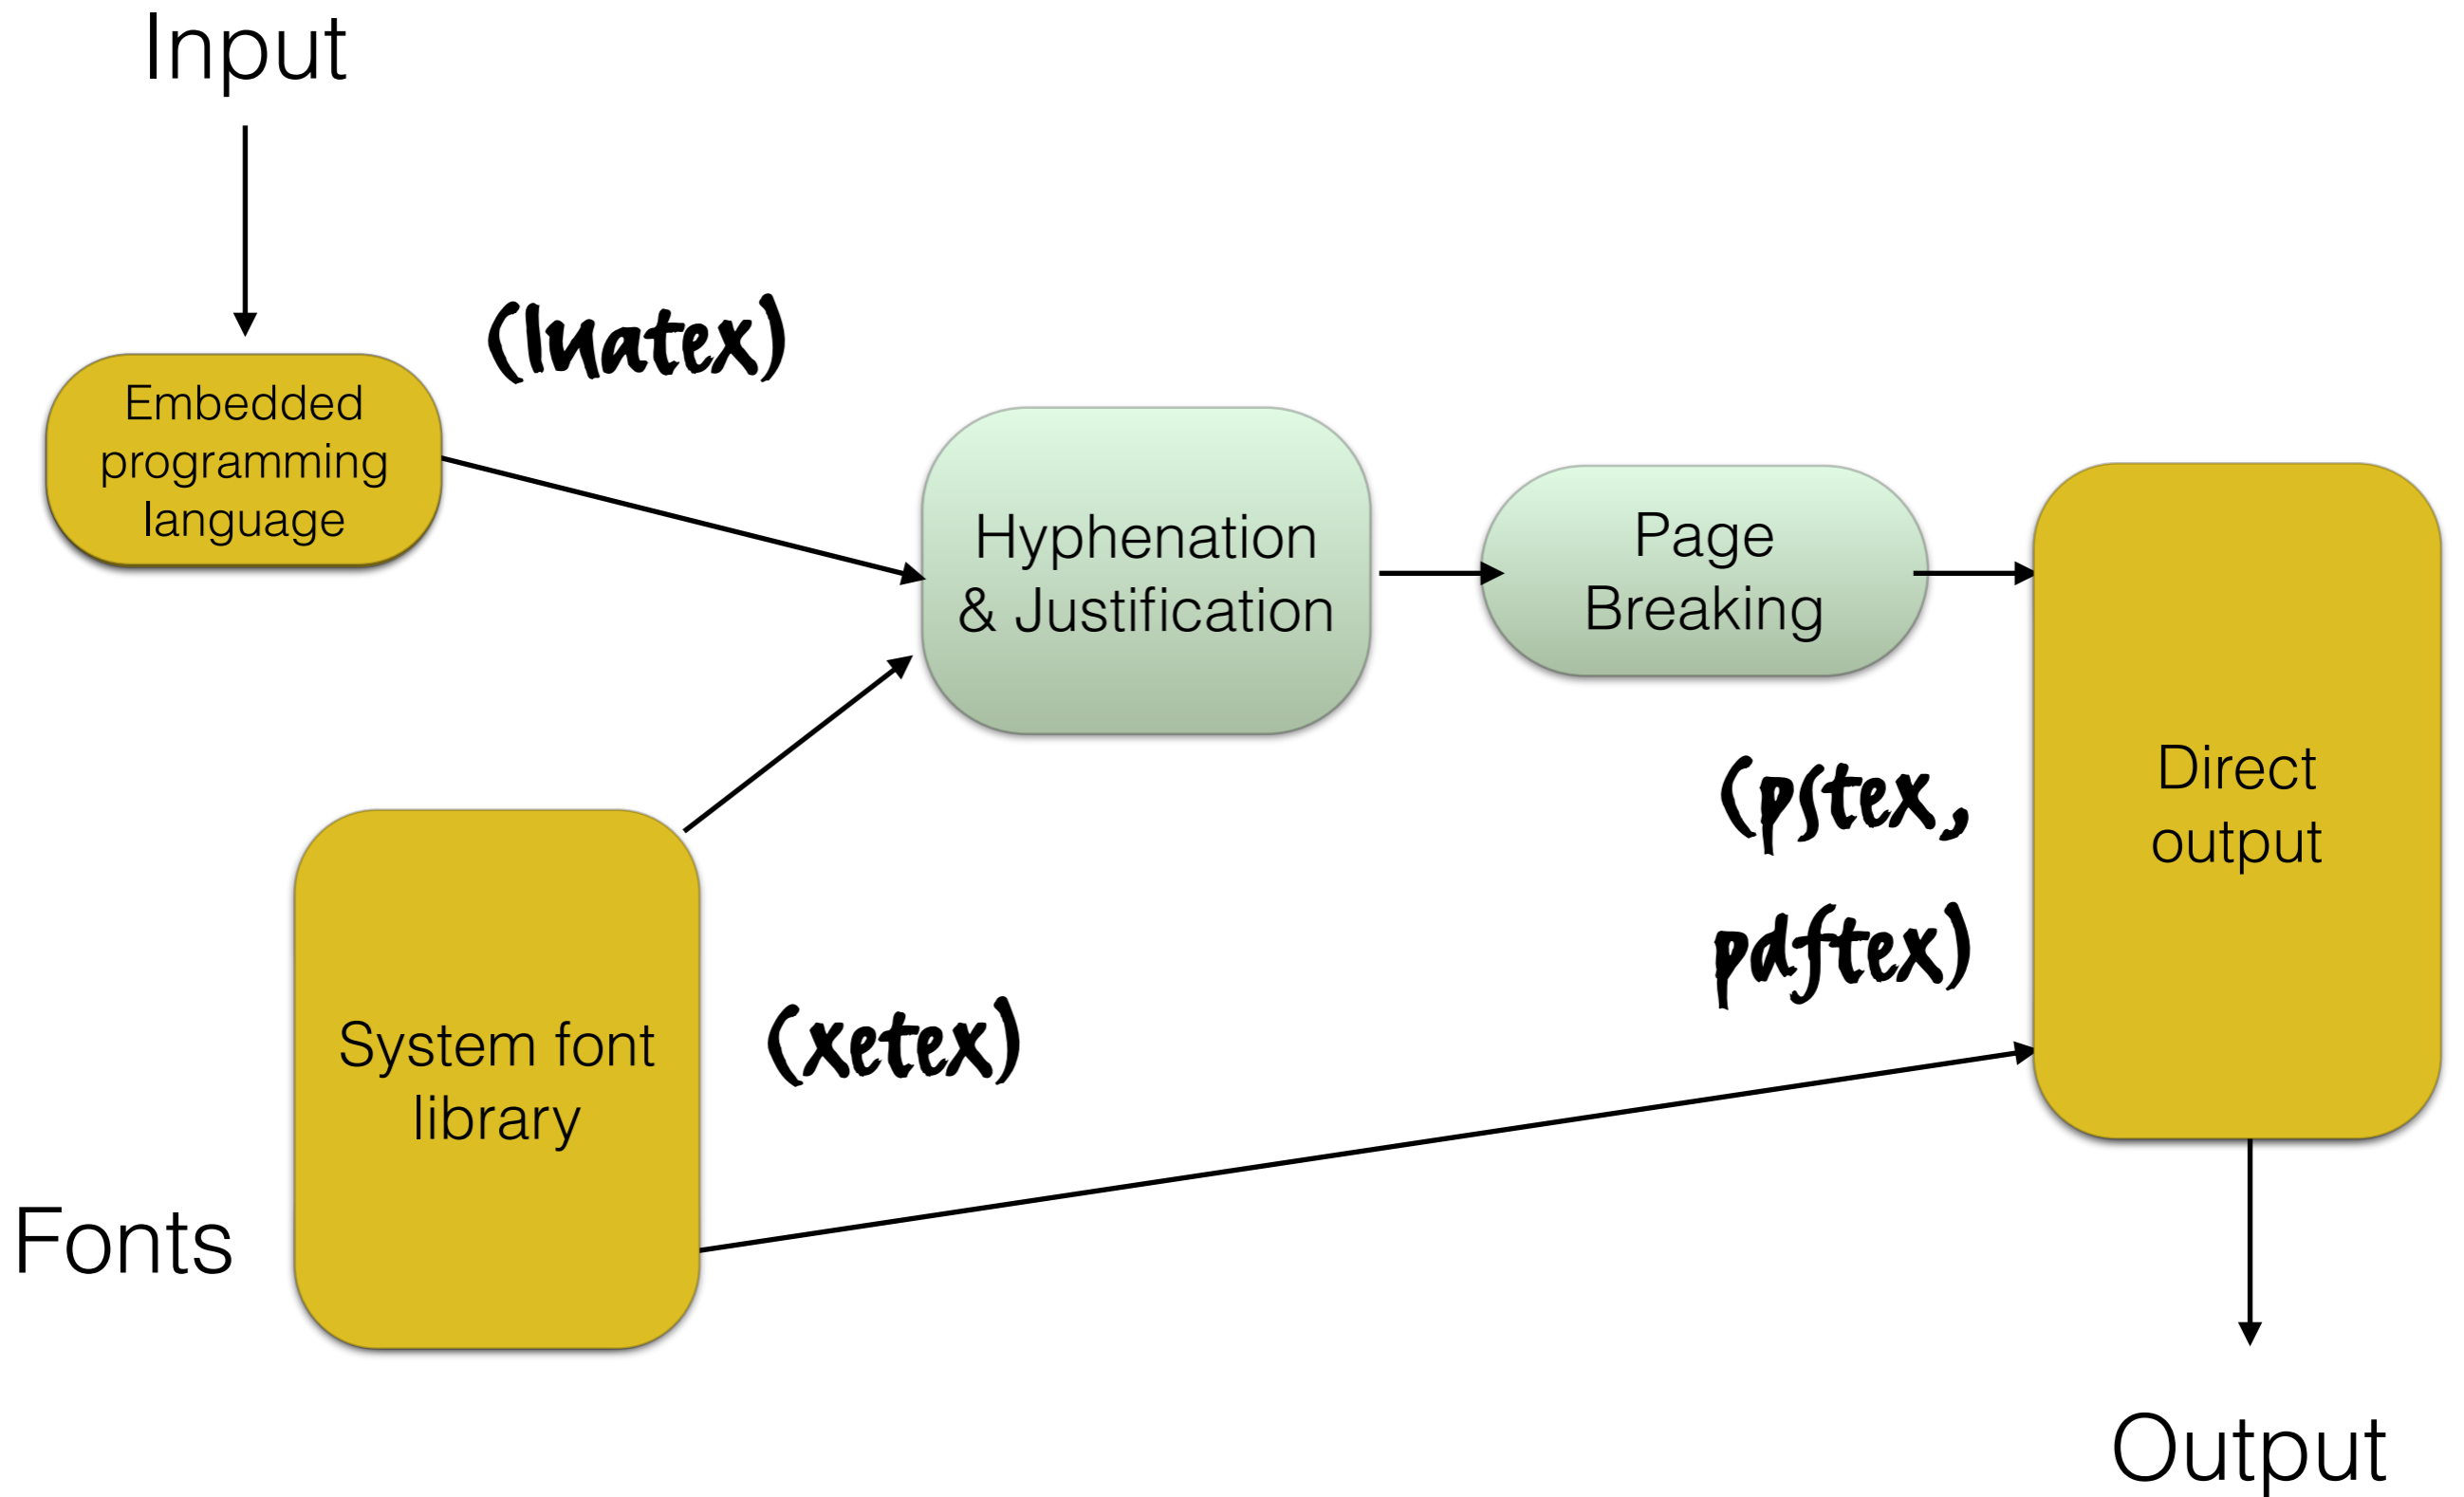 Input
(luatex)
Embedded
programming
language
Hyphenation
& Justification
Page
Breaking
Direct
output
(pstex,
pdftex)
System font
library
(xetex)
Fonts
Output